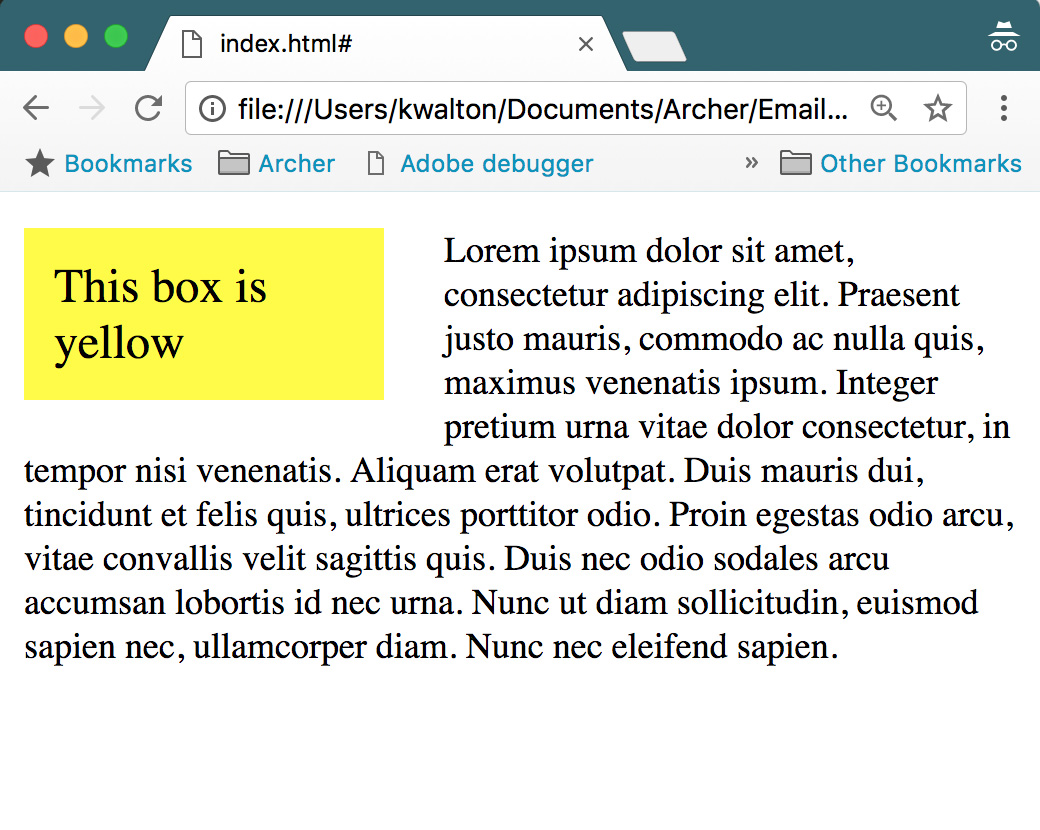 index.html#
file:///Users/kwalton/Documents/Archer/Email...
Bookmarks Archer Adobe debugger » Other Bookmarks
This box is
yellow
Lorem ipsum dolor sit amet,
consectetur adipiscing elit. Praesent
justo mauris, commodo ac nulla quis,
maximus venenatis ipsum. Integer
pretium urna vitae dolor consectetur, in
tempor nisi venenatis. Aliquam erat volutpat. Duis mauris dui,
tincidunt et felis quis, ultrices porttitor odio. Proin egestas odio arcu,
vitae convallis velit sagittis quis. Duis nec odio sodales arcu
accumsan lobortis id nec urna. Nunc ut diam sollicitudin, euismod
sapien nec, ullamcorper diam. Nunc nec eleifend sapien.